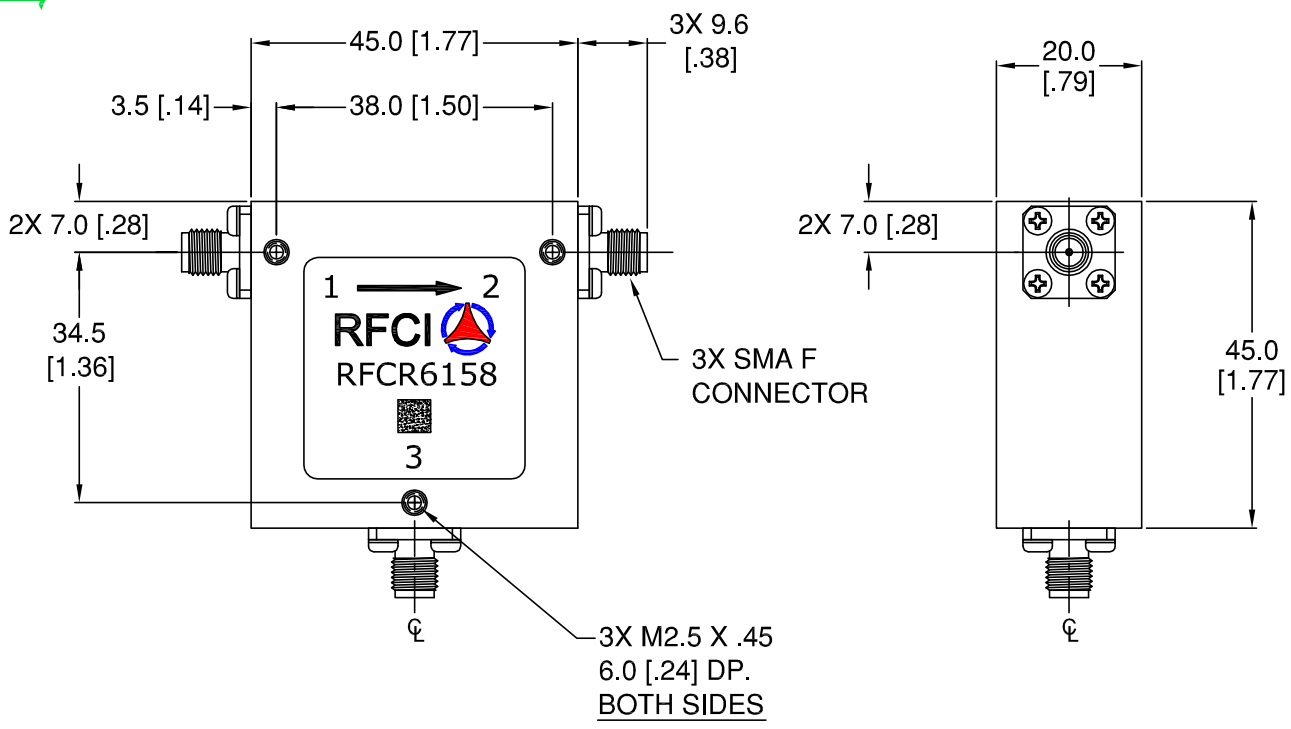 45.0 [1.77]
3X 9.6
[.38]
20.0
[.79]
3.5 [.14]
38.0 [1.50]
2X 7.0 [.28]
2X 7.0 [.28]
1 2
RFCI
RFCR6158
3
34.5
[1.36]
3X SMA F
CONNECTOR
45.0
[1.77]
℄
℄
3X M2.5 X .45
6.0 [.24] DP.
BOTH SIDES